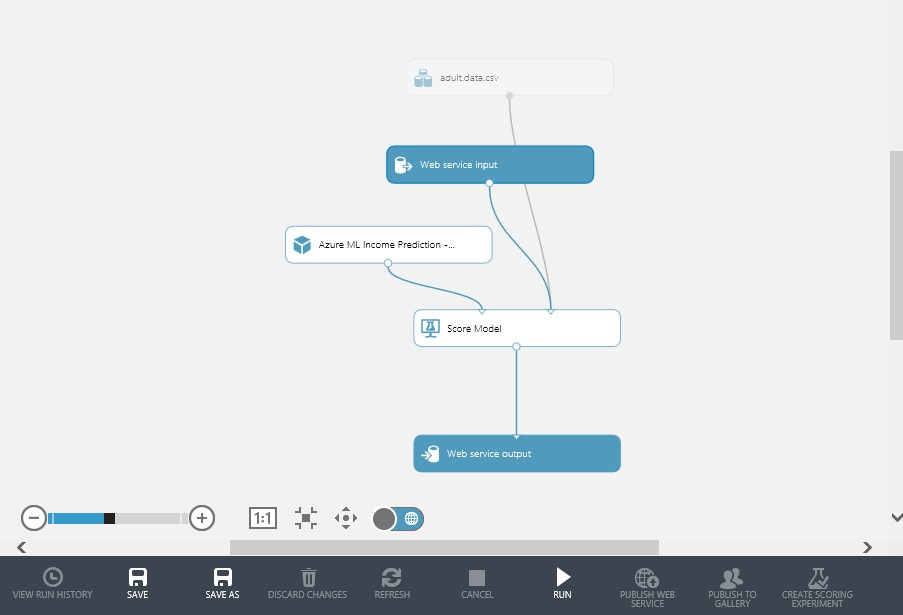 adult.data.csv
Web service input
Azure ML Income Prediction -...
Score Model
Web service output
1:1
VIEW RUN HISTORY
SAVE
SAVE AS
DISCARD CHANGES
REFRESH
CANCEL
RUN
PUBLISH WEB
SERVICE
PUBLISH TO
GALLERY
CREATE SCORING
EXPERIMENT